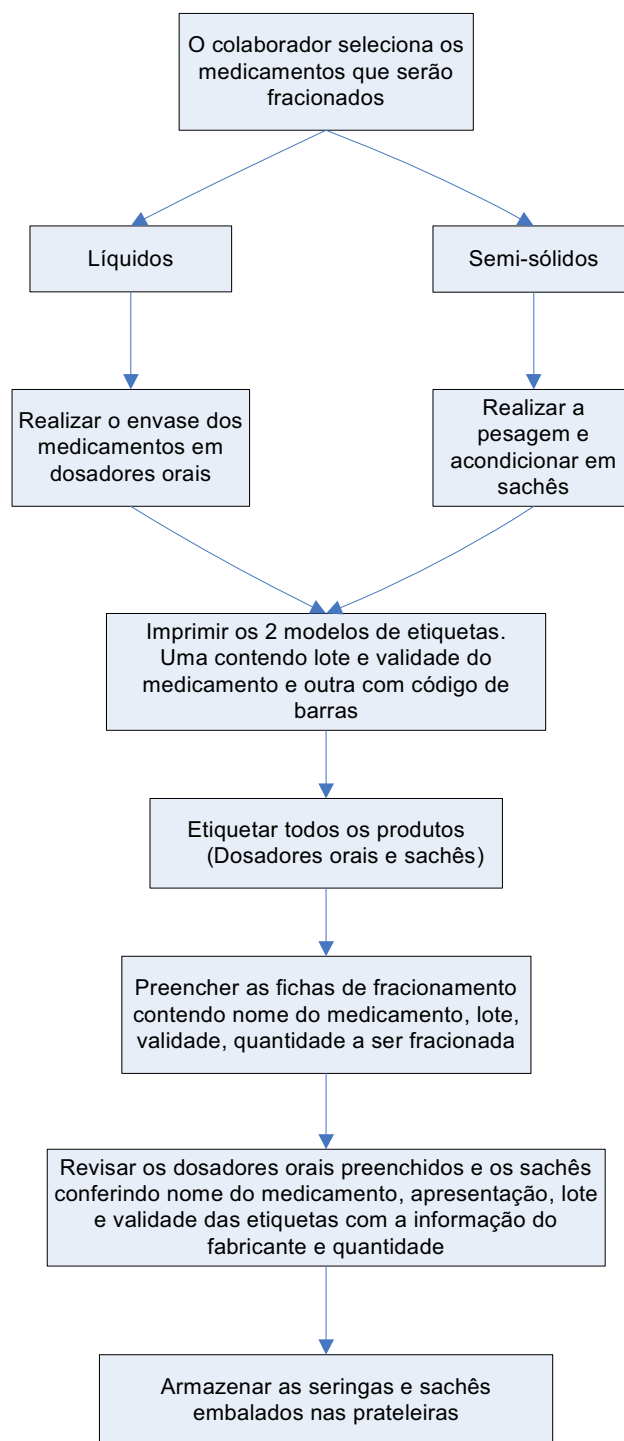 O colaborador seleciona os
medicamentos que serão
fracionados
Líquidos
Semi-sólidos
Realizar o envase dos
medicamentos em
dosadores orais
Realizar a
pesagem e
acondicionar em
sachês
Imprimir os 2 modelos de etiquetas.
Uma contendo lote e validade do
medicamento e outra com código de
barras
Etiquetar todos os produtos
(Dosadores orais e sachês)
Preencher as fichas de fracionamento
contendo nome do medicamento, lote,
validade, quantidade a ser fracionada
Revisar os dosadores orais preenchidos e os sachês
conferindo nome do medicamento, apresentação, lote
e validade das etiquetas com a informação do
fabricante e quantidade
Armazenar as seringas e sachês
embalados nas prateleiras